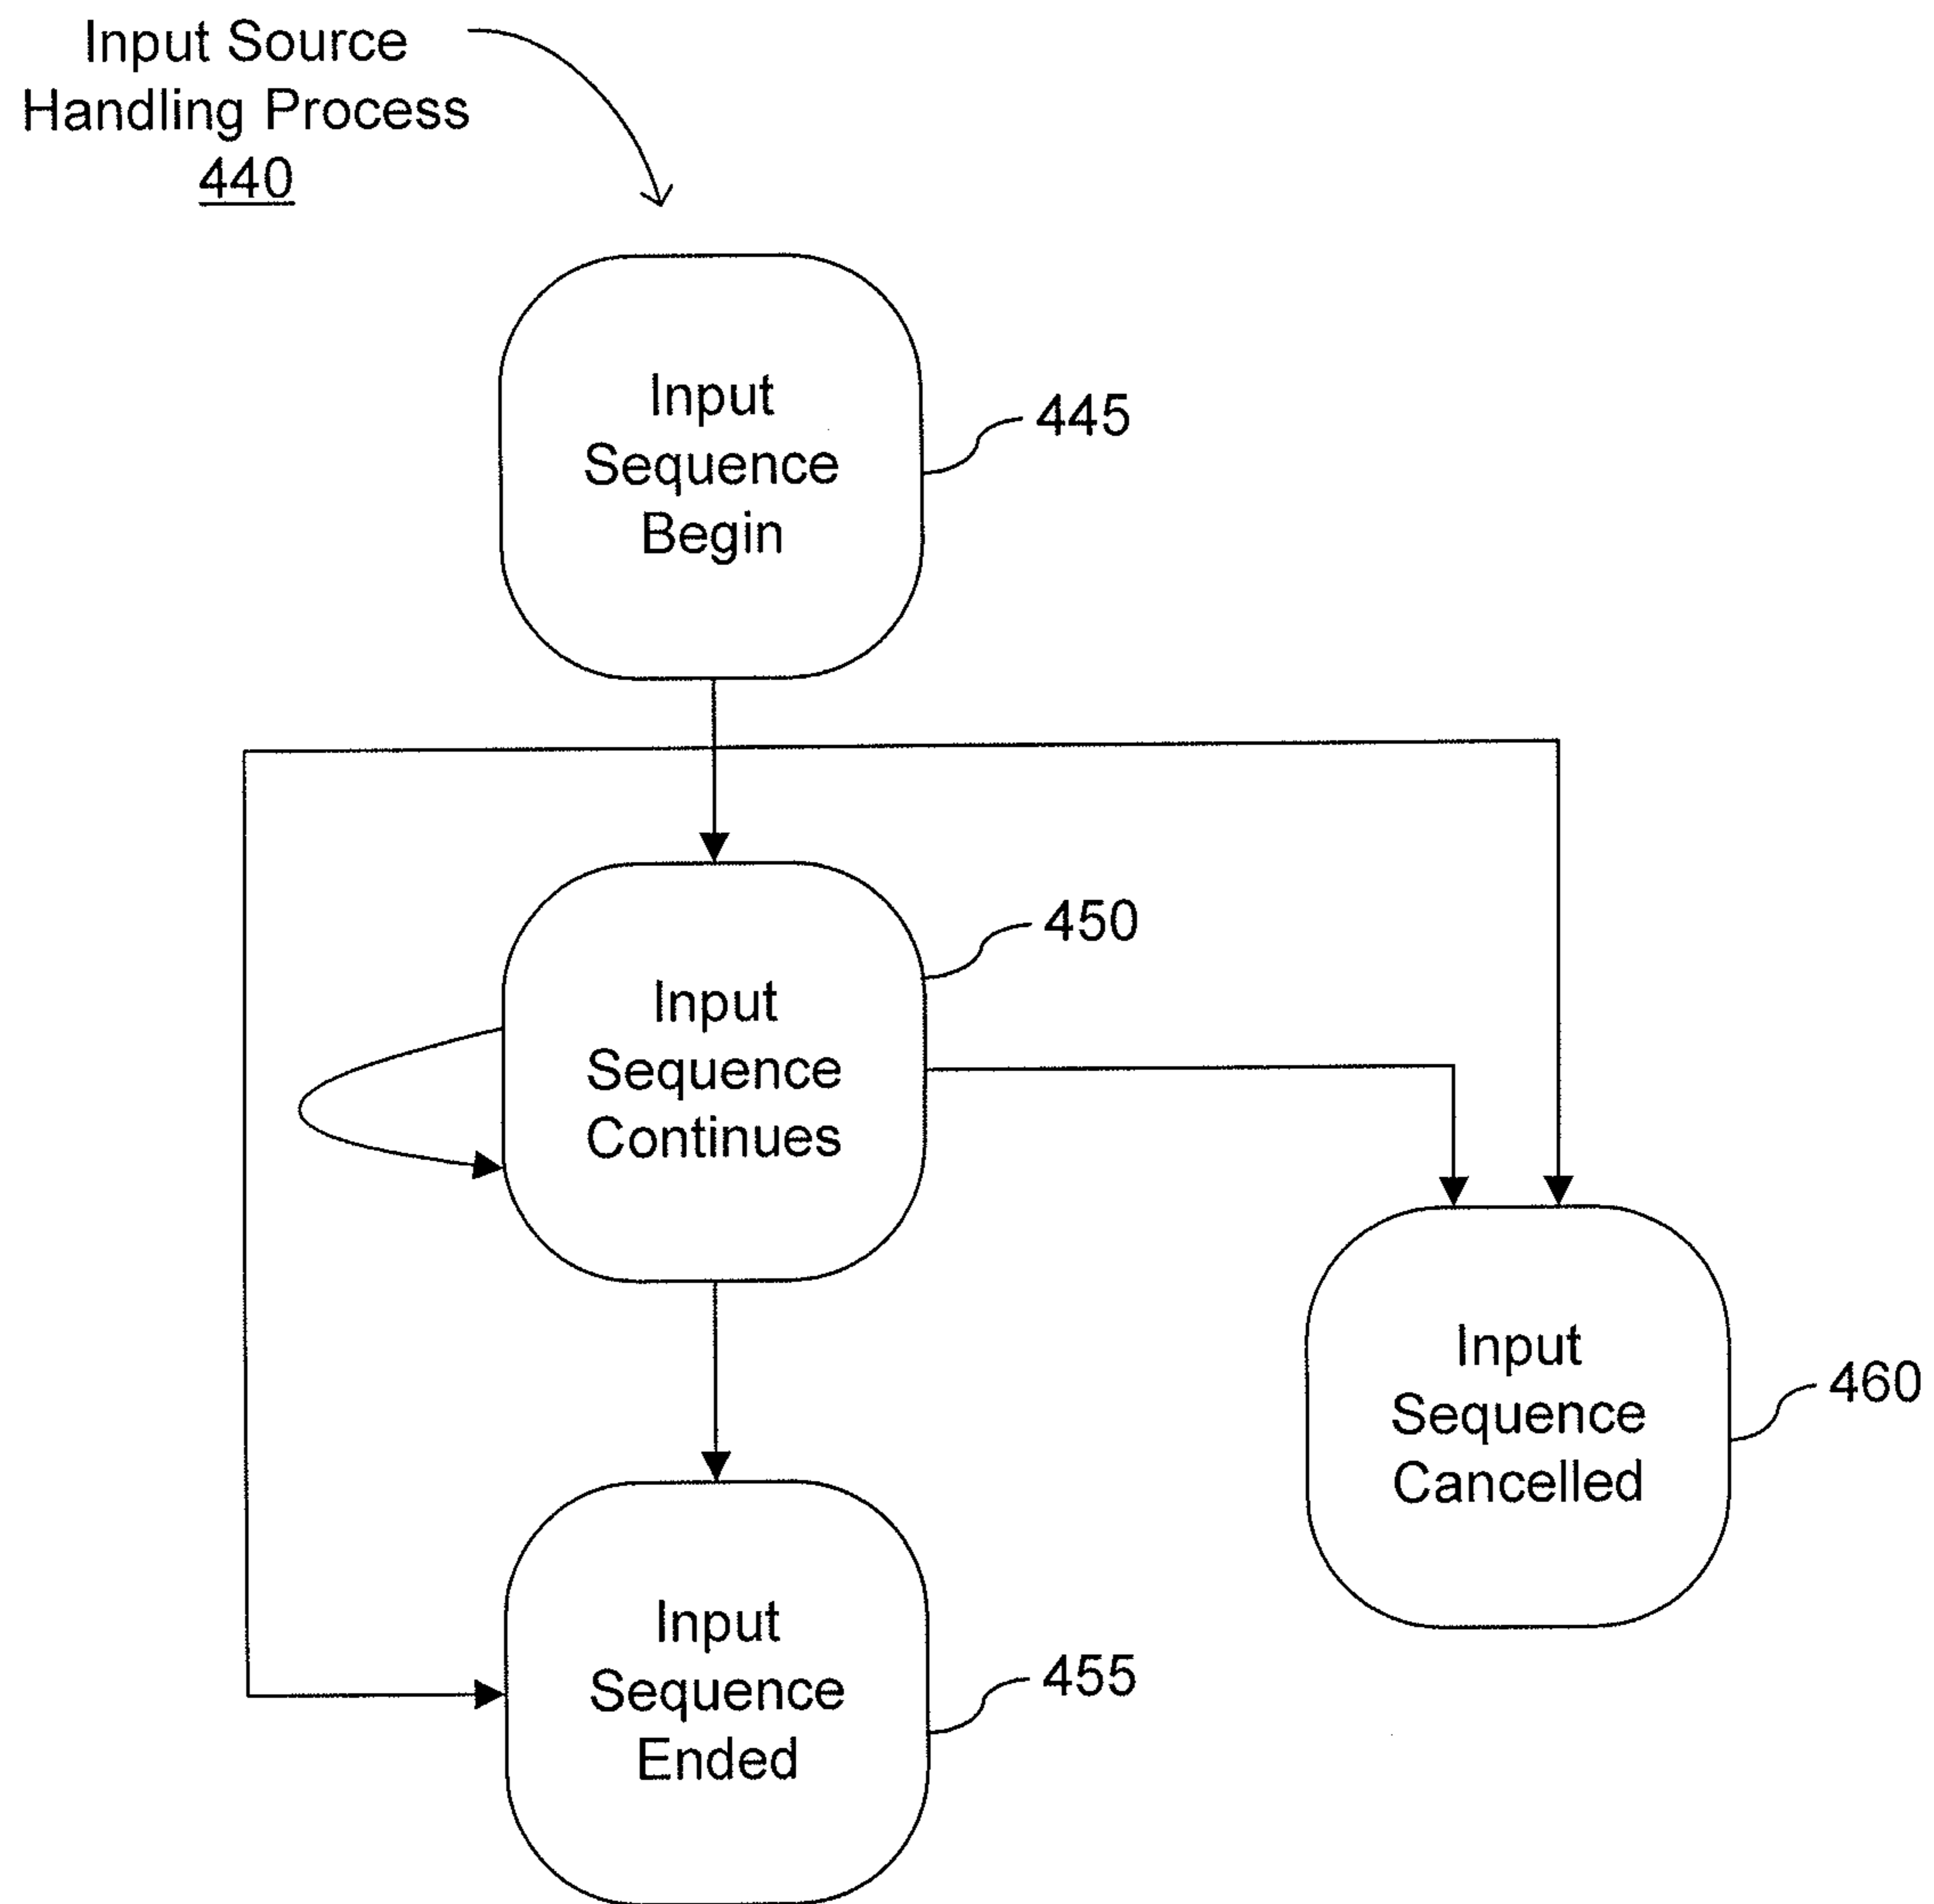 Input Source
Handling Process
440
Input
Sequence
Begin
445
Input
Sequence
Continues
450
Input
Sequence
Cancelled
460
Input
Sequence
Ended
455